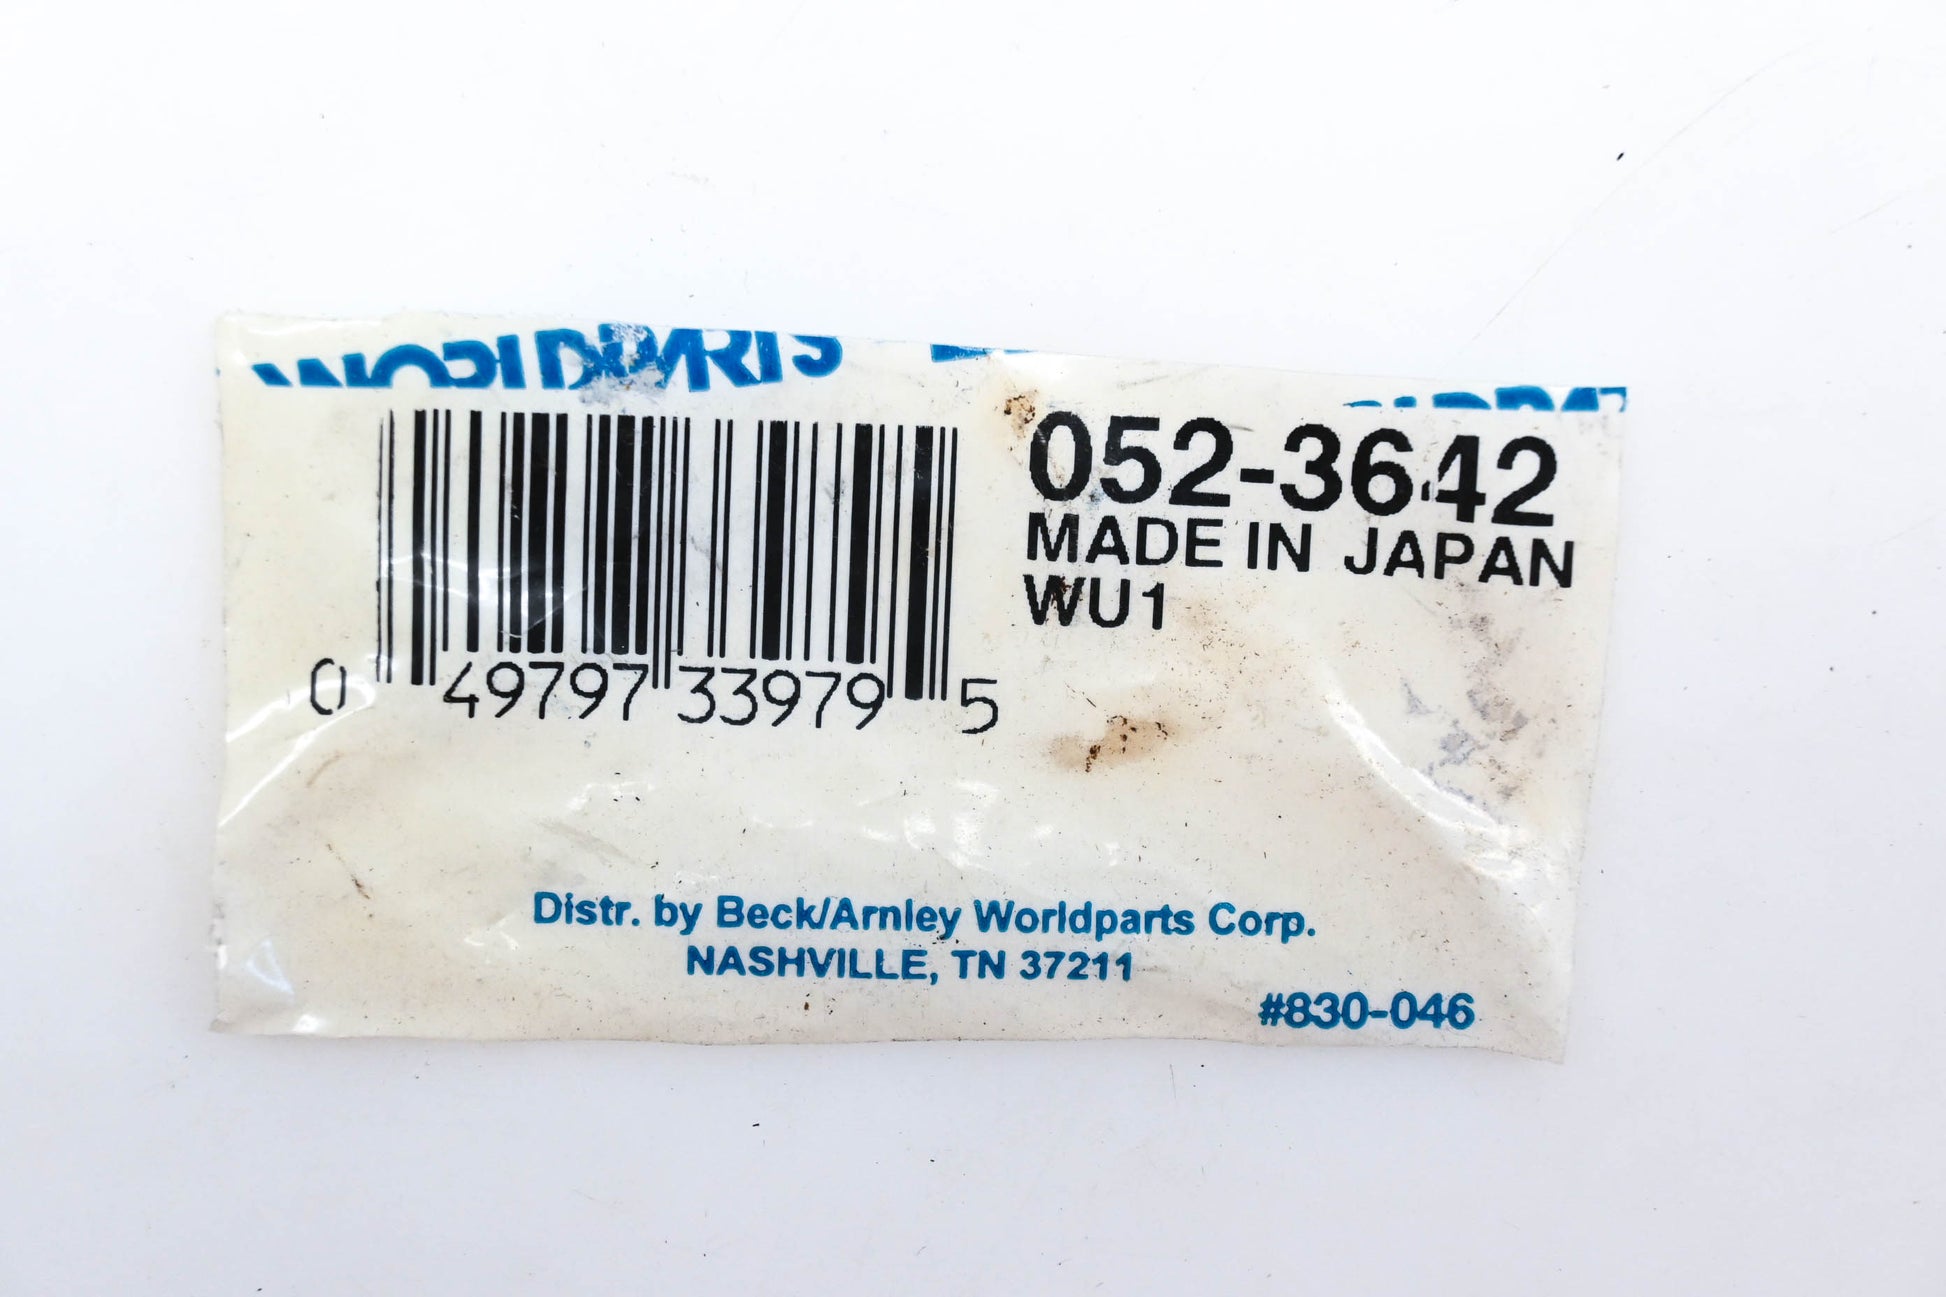 WORLDPARTS
052-3642
MADE IN JAPAN
WU1
0 49797 33979 5
Distr. by Beck/Arnley Worldparts Corp.
NASHVILLE, TN 37211
#830-046